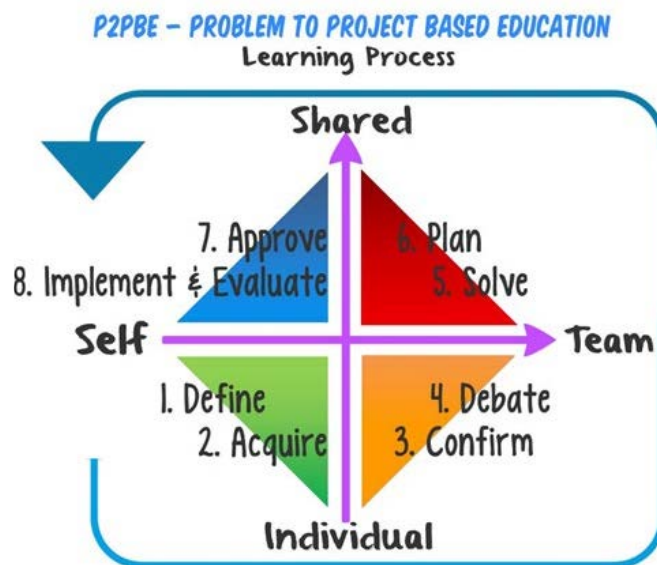 P2PBE – PROBLEM TO PROJECT BASED EDUCATION
Learning Process
Shared
7. Approve
6. Plan
8. Implement & Evaluate
5. Solve
Self
Team
1. Define
4. Debate
2. Acquire
3. Confirm
Individual